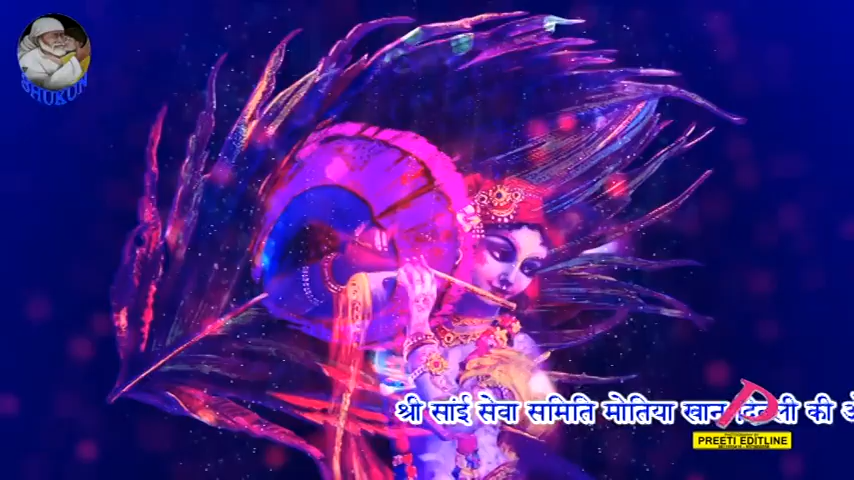 SHUKUN
श्री सांई सेवा समिति मोतिया खान दिल्ली की
PREETI EDITLINE